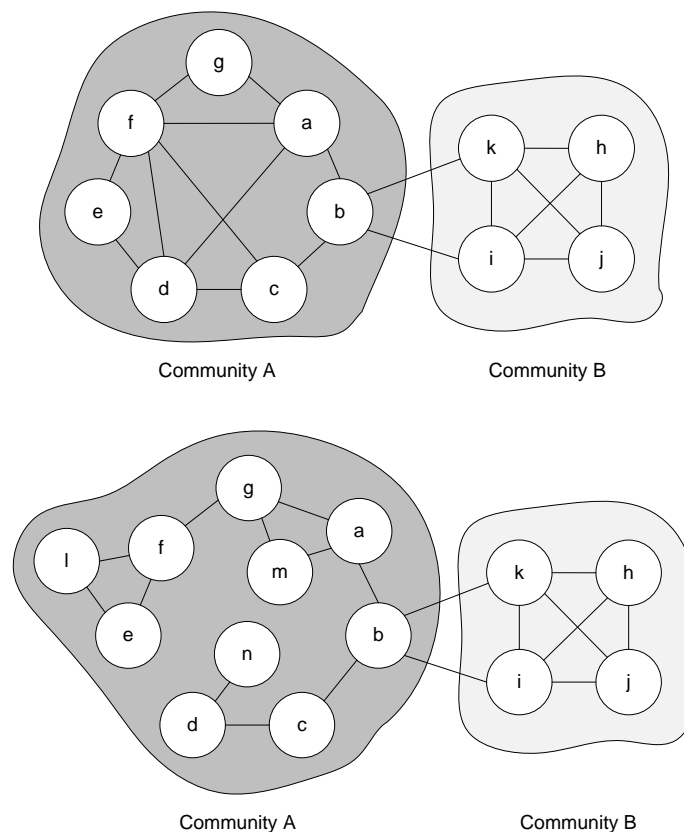 g
f a
k h
e b
i j
d c
Community A Community B
g
a
f
l k h
m
e b
n
i j
d c
Community A Community B